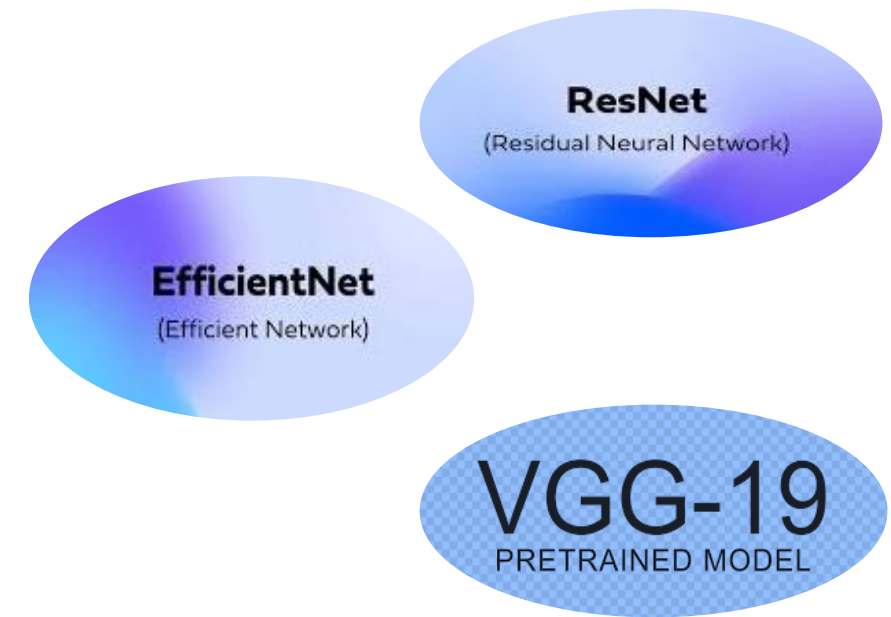 ResNet
(Residual Neural Network)
EfficientNet
(Efficient Network)
VGG-19
PRETRAINED MODEL